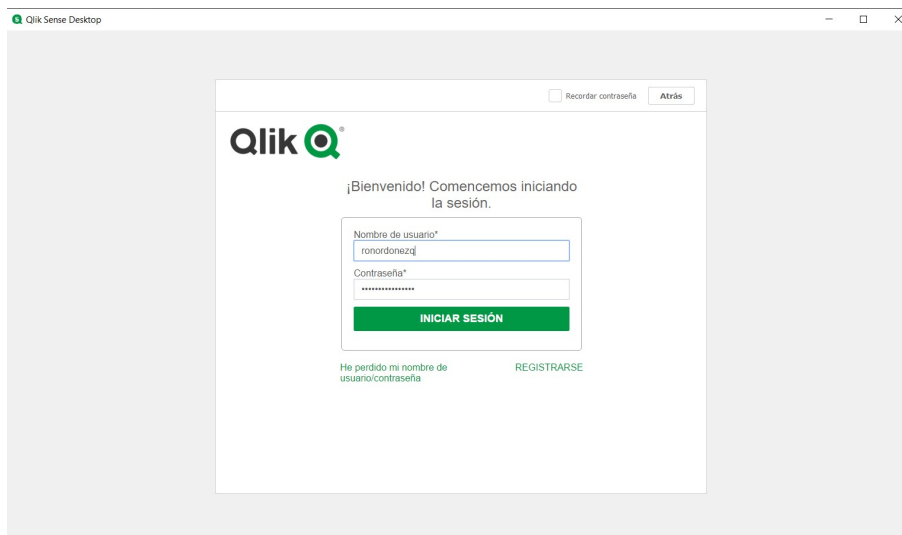 Qlik Sense Desktop
Recordar contraseña Atrás
Qlik ®
¡Bienvenido! Comencemos iniciando
la sesión.
Nombre de usuario*
ronordonezq
Contraseña*
•••••••••••••••
INICIAR SESIÓN
He perdido mi nombre de
usuario/contraseña
REGISTRARSE